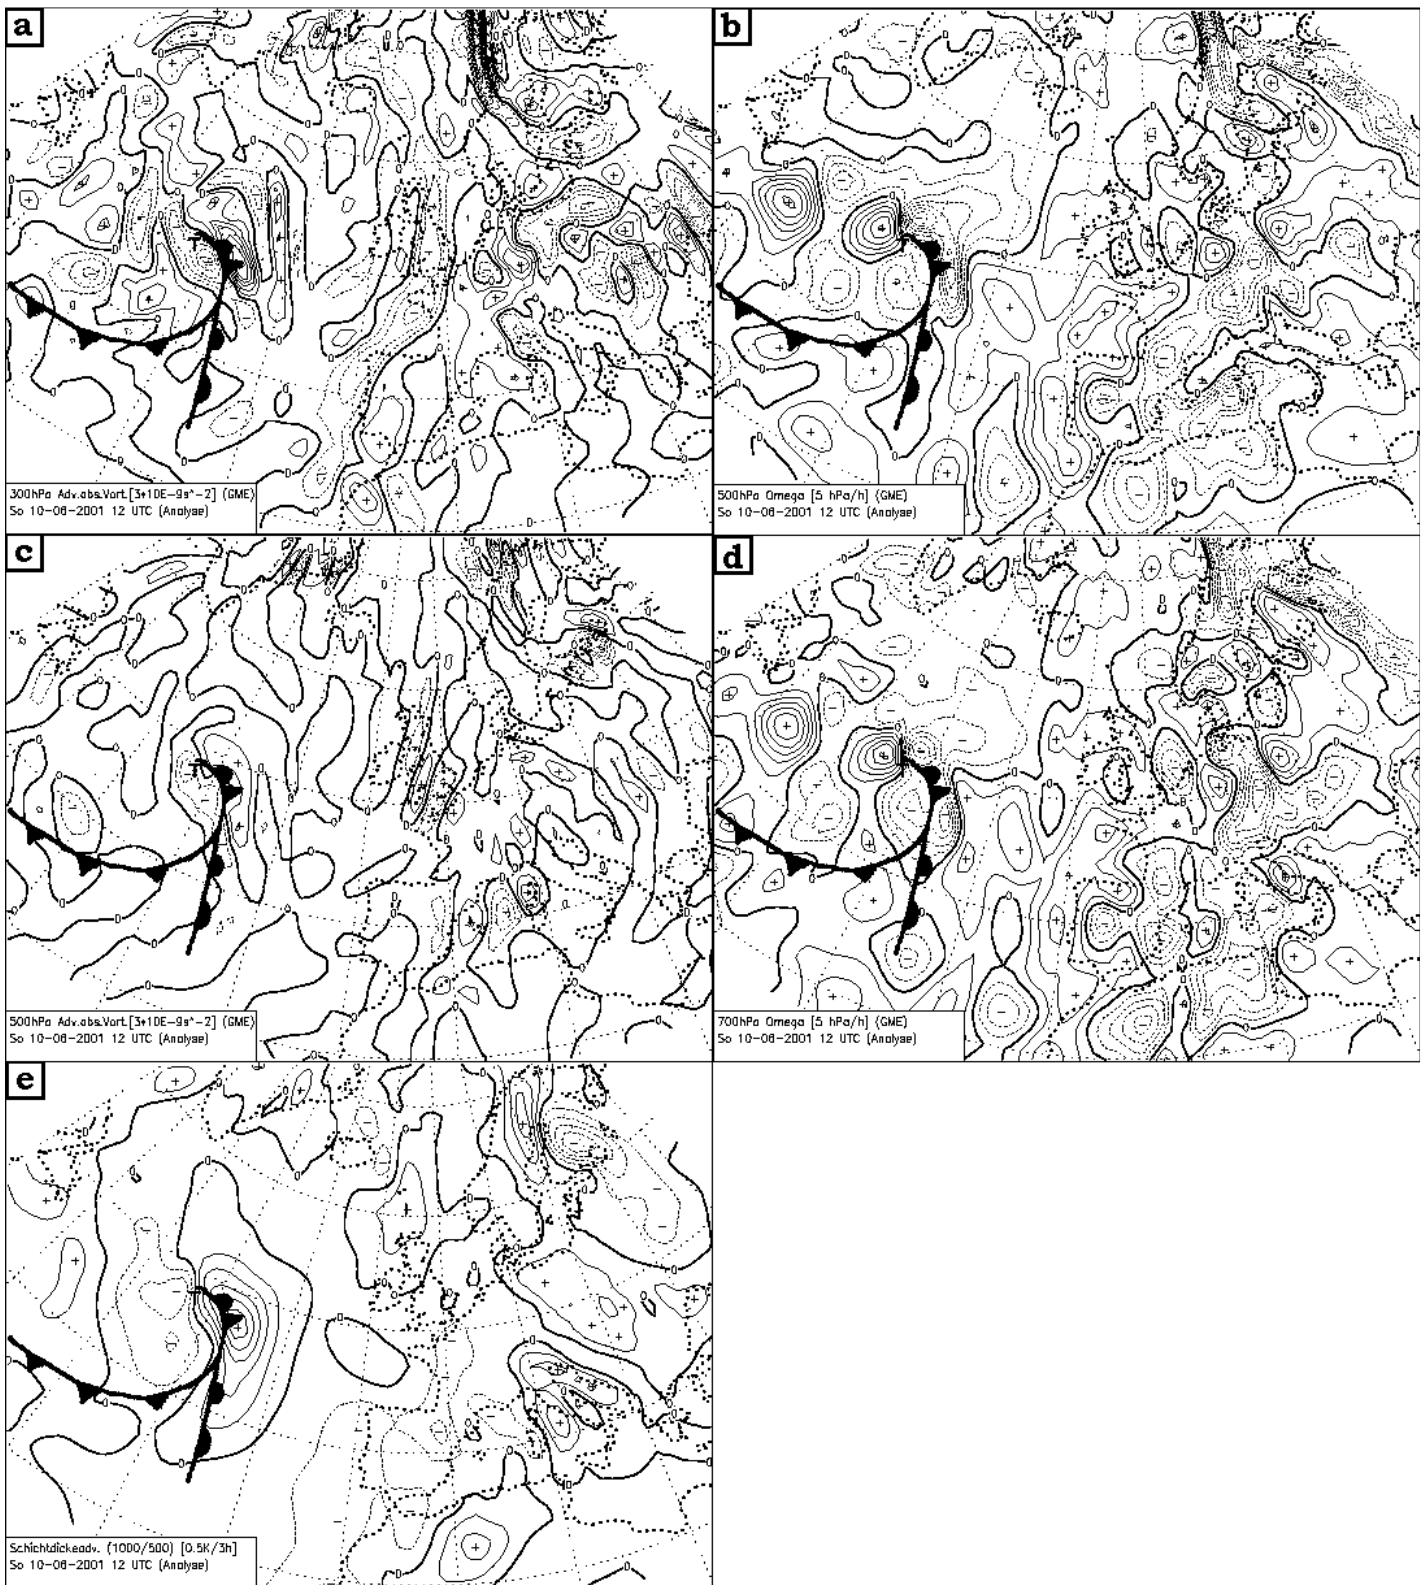 a
300hPa Adv.abs.Vort.[3*10E-9s^-2] (GME)
So 10-06-2001 12 UTC (Analyse)
b
500hPa Omega [5 hPa/h] (GME)
So 10-06-2001 12 UTC (Analyse)
c
500hPa Adv.abs.Vort.[3*10E-9s^-2] (GME)
So 10-06-2001 12 UTC (Analyse)
d
700hPa Omega [5 hPa/h] (GME)
So 10-06-2001 12 UTC (Analyse)
e
Schichtdickeadv. (1000/500) [0.5K/3h]
So 10-06-2001 12 UTC (Analyse)